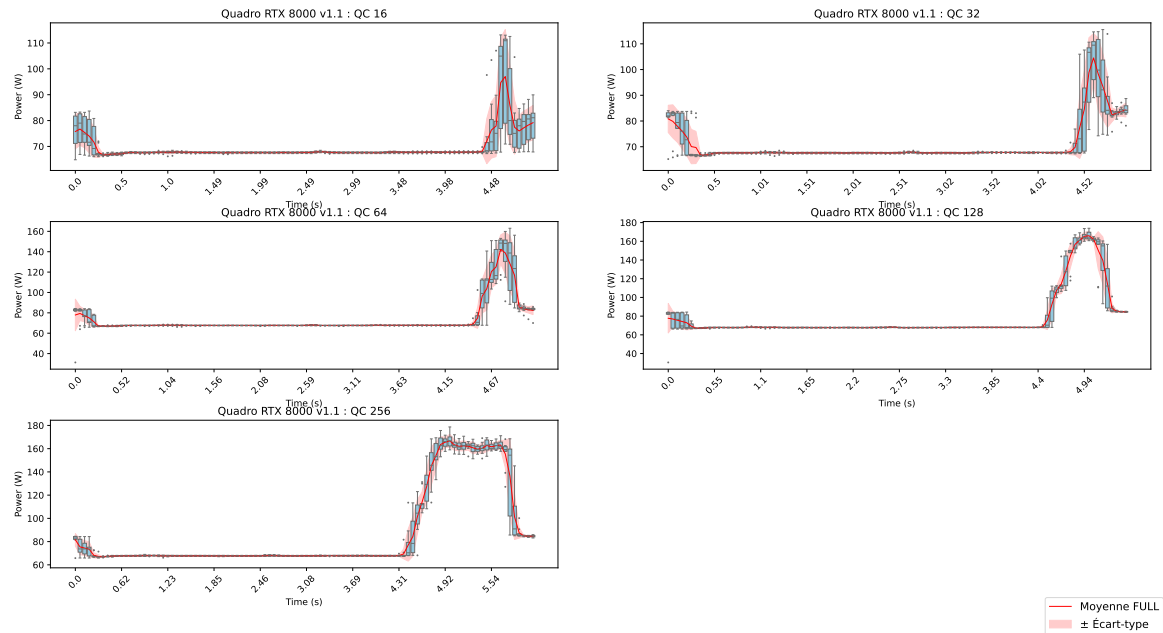 Quadro RTX 8000 v1.1 : QC 16
Power (W)
110
100
90
80
70
0.0 0.5 1.0 1.49 1.99 2.49 2.99 3.48 3.98 4.48
Time (s)
Quadro RTX 8000 v1.1 : QC 32
Power (W)
110
100
90
80
70
0.0 0.5 1.01 1.51 2.01 2.51 3.02 3.52 4.02 4.52
Time (s)
Quadro RTX 8000 v1.1 : QC 64
Power (W)
160
140
120
100
80
60
40
0.0 0.52 1.04 1.56 2.08 2.59 3.11 3.63 4.15 4.67
Time (s)
Quadro RTX 8000 v1.1 : QC 128
Power (W)
180
160
140
120
100
80
60
40
0.0 0.55 1.1 1.65 2.2 2.75 3.3 3.85 4.4 4.94
Time (s)
Quadro RTX 8000 v1.1 : QC 256
Power (W)
180
160
140
120
100
80
60
0.0 0.62 1.23 1.85 2.46 3.08 3.69 4.31 4.92 5.54
Time (s)
Moyenne FULL
± Écart-type